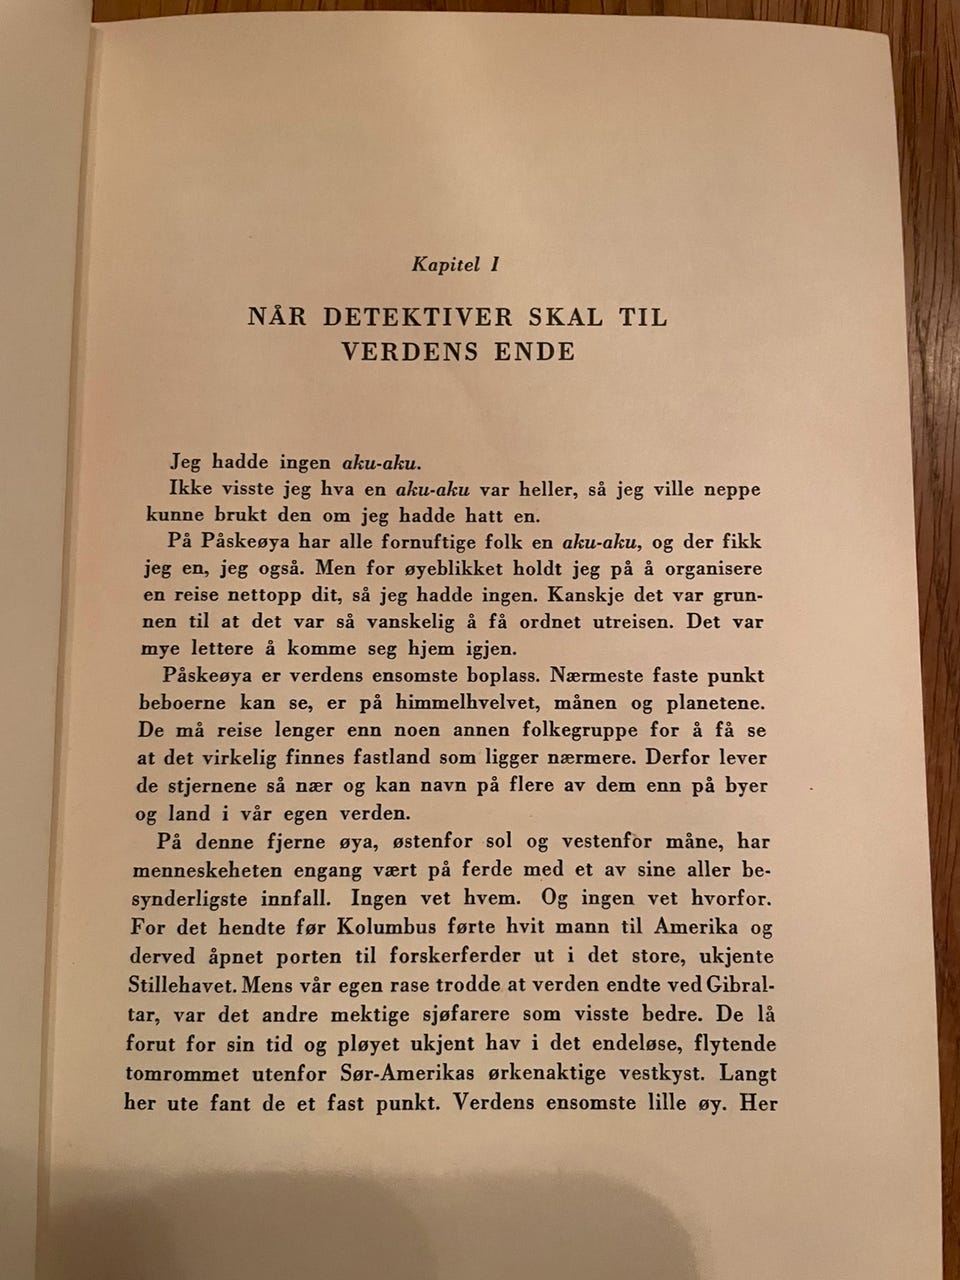 Kapitel I
NÅR DETEKTIVER SKAL TIL
VERDENS ENDE
Jeg hadde ingen aku-aku.
Ikke visste jeg hva en aku-aku var heller, så jeg ville neppe
kunne brukt den om jeg hadde hatt en.
På Påskeøya har alle fornuftige folk en aku-aku, og der fikk
jeg en, jeg også. Men for øyeblikket holdt jeg på å organisere
en reise nettopp dit, så jeg hadde ingen. Kanskje det var grun-
nen til at det var så vanskelig å få ordnet utreisen. Det var
mye lettere å komme seg hjem igjen.
Påskeøya er verdens ensomste boplass. Nærmeste faste punkt
beboerne kan se, er på himmelhvelvet, månen og planetene.
De må reise lenger enn noen annen folkegruppe for å få se
at det virkelig finnes fastland som ligger nærmere. Derfor lever
de stjernene så nær og kan navn på flere av dem enn på byer
og land i vår egen verden.
På denne fjerne øya, østenfor sol og vestenfor måne, har
menneskeheten engang vært på ferde med et av sine aller be-
synderligste innfall. Ingen vet hvem. Og ingen vet hvorfor.
For det hendte før Kolumbus førte hvit mann til Amerika og
derved åpnet porten til forskerferder ut i det store, ukjente
Stillehavet. Mens vår egen rase trodde at verden endte ved Gibral-
tar, var det andre mektige sjøfarere som visste bedre. De lå
forut for sin tid og pløyet ukjent hav i det endeløse, flytende
tomrommet utenfor Sør-Amerikas ørkenaktige vestkyst. Langt
her ute fant de et fast punkt. Verdens ensomste lille øy. Her